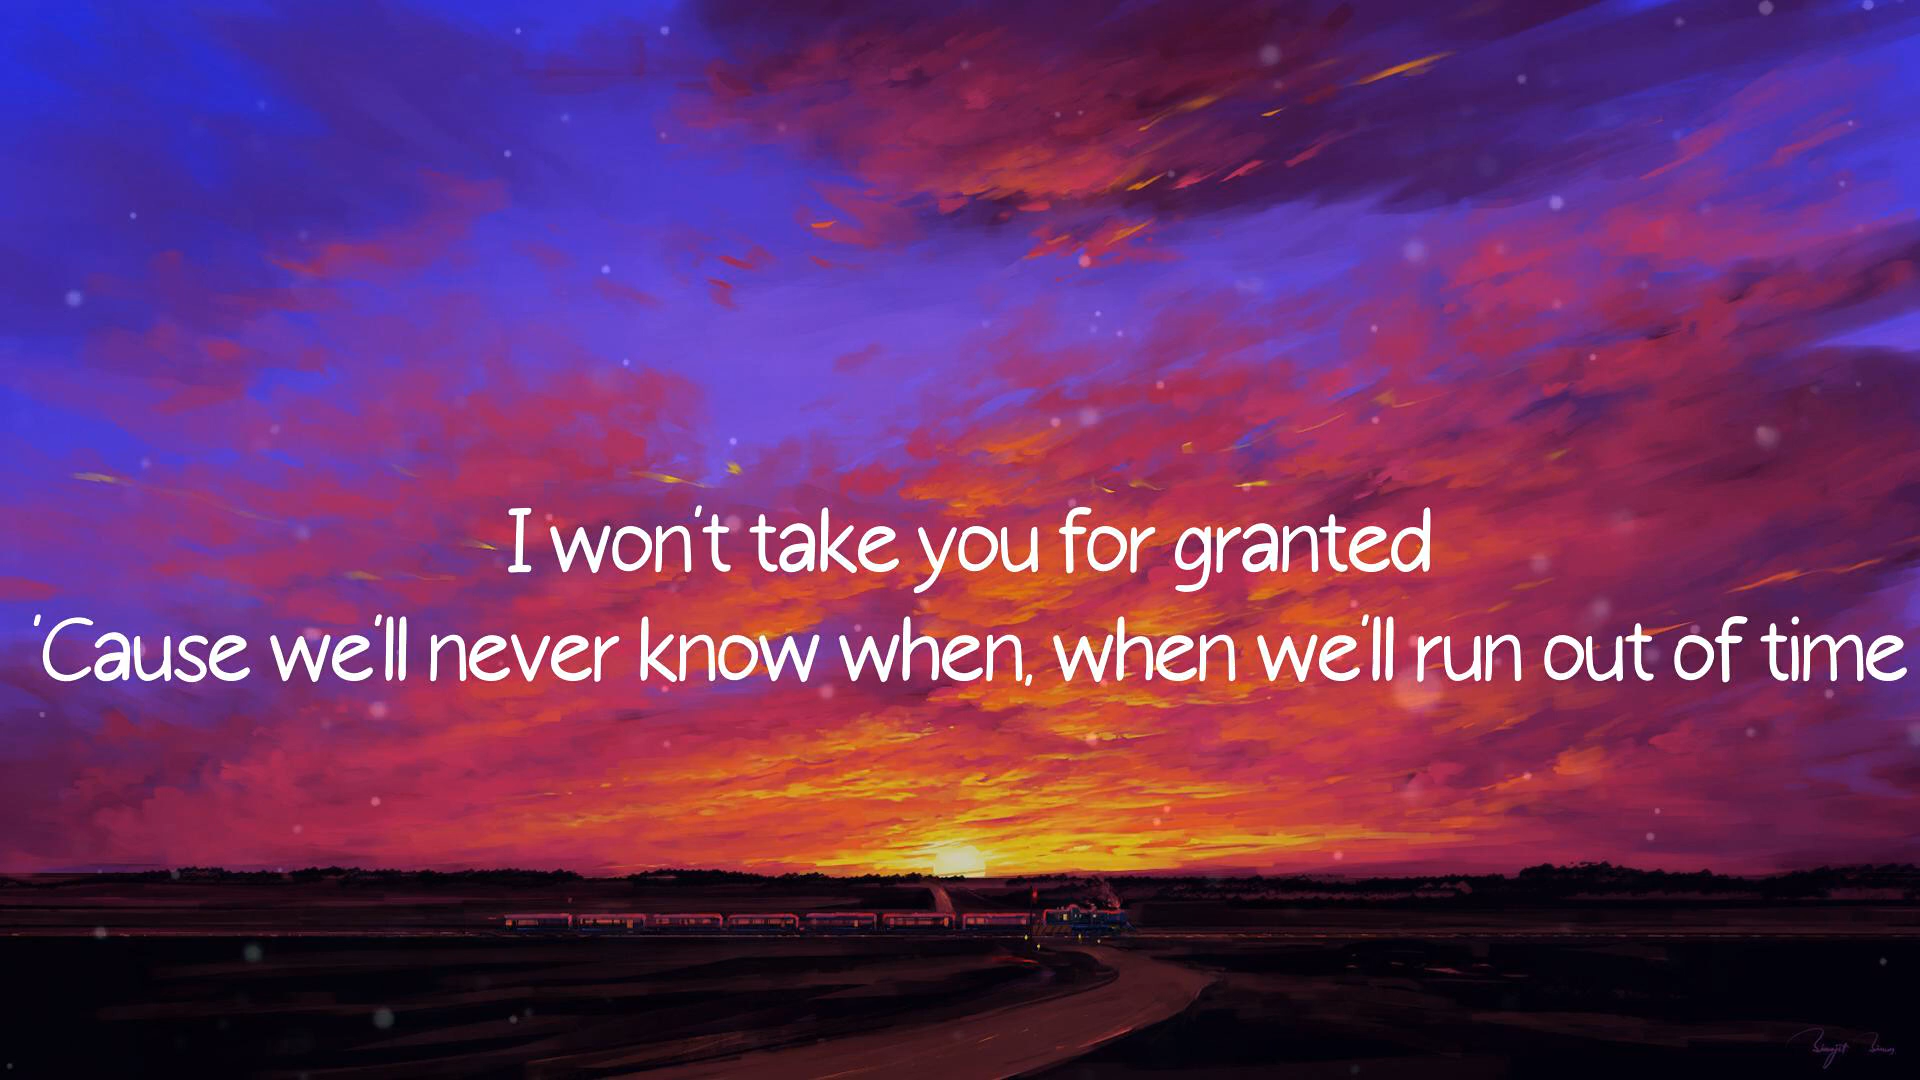 I won't take you for granted
'Cause we'll never know when, when we'll run out of time